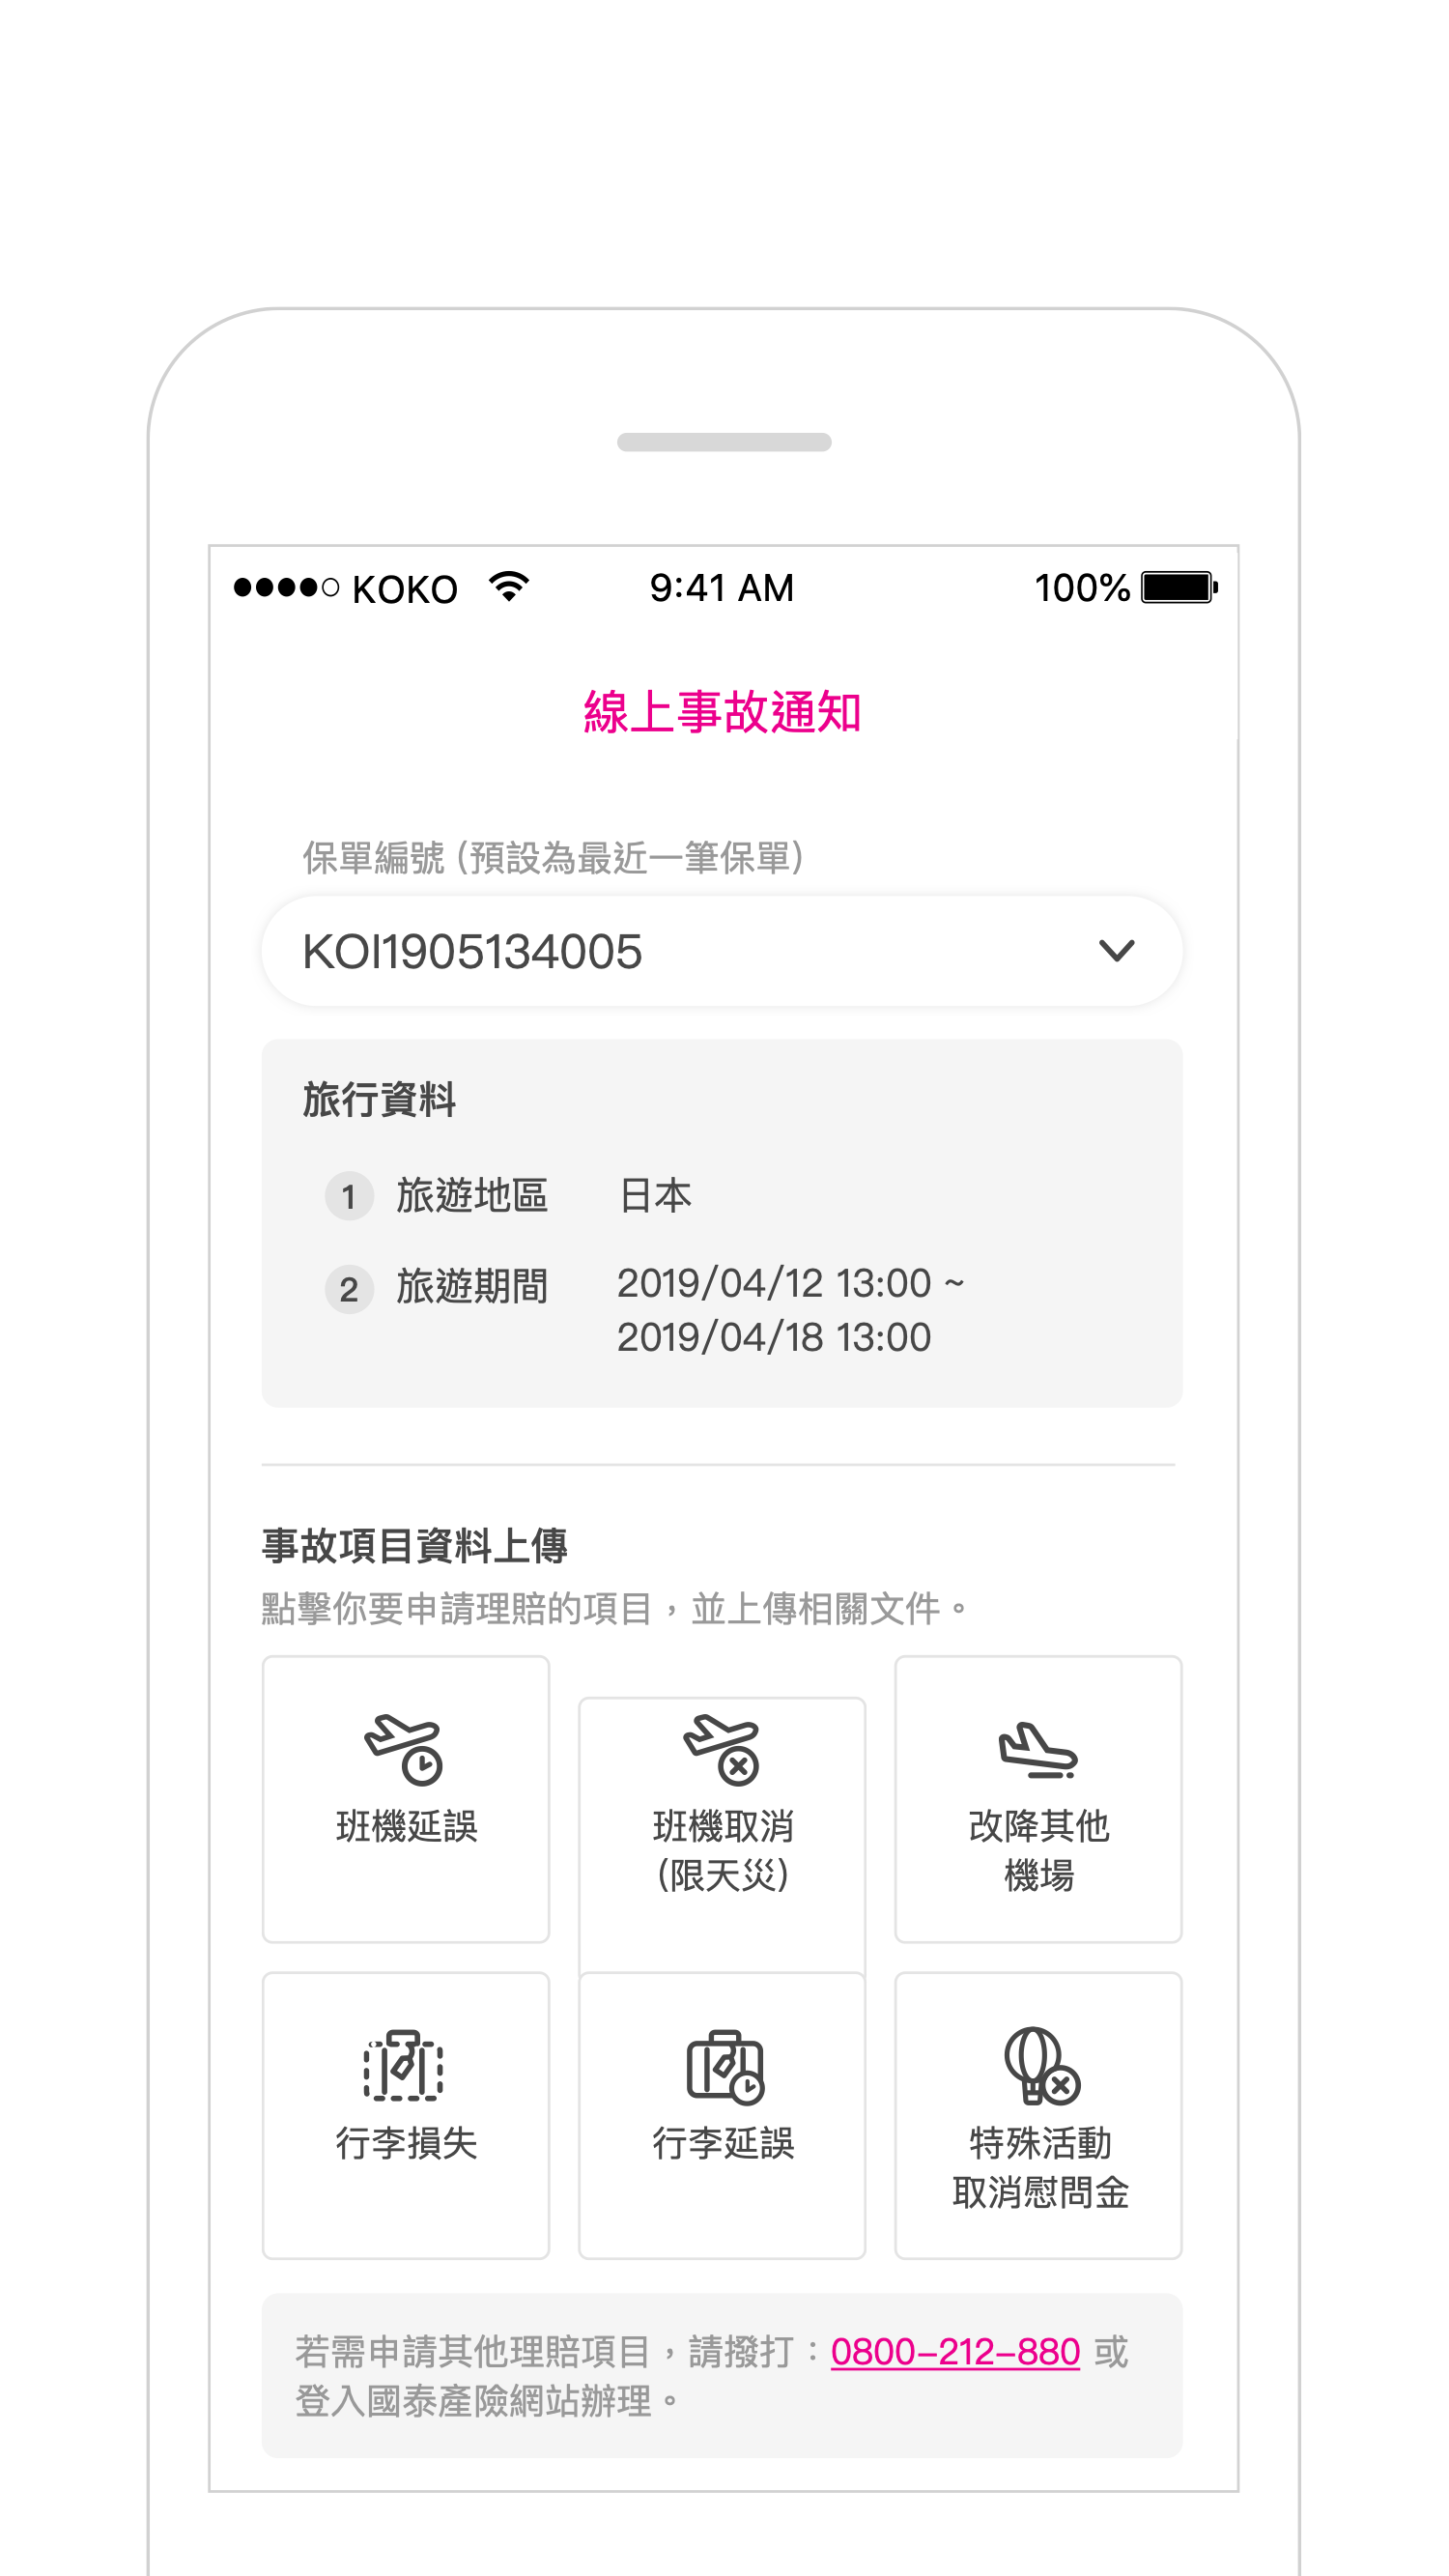 KOKO 9:41 AM 100%
線上事故通知
保單編號 (預設為最近一筆保單)
KOI1905134005
旅行資料
1 旅遊地區 日本
2 旅遊期間 2019/04/12 13:00 ~
2019/04/18 13:00
事故項目資料上傳
點擊你要申請理賠的項目，並上傳相關文件。
班機延誤
班機取消
(限天災)
改降其他
機場
行李損失
行李延誤
特殊活動
取消慰問金
若需申請其他理賠項目，請撥打：0800-212-880 或
登入國泰產險網站辦理。